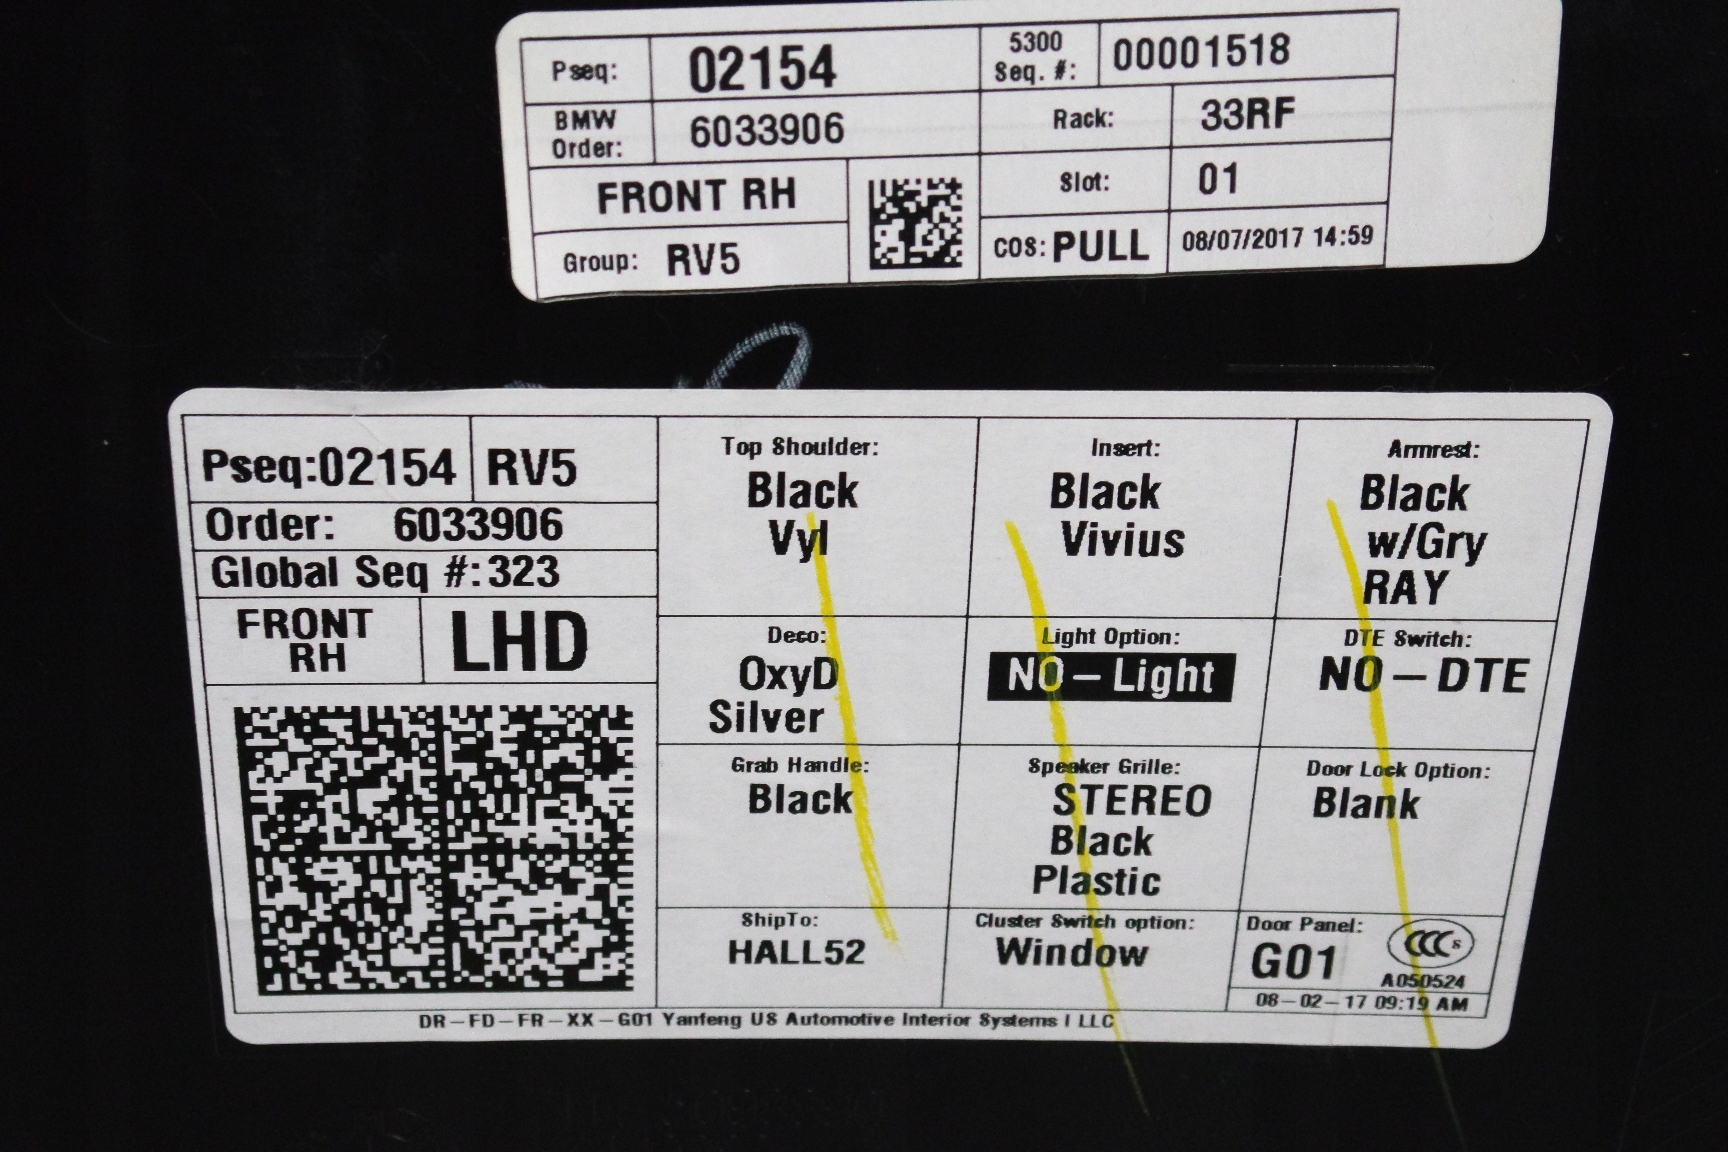 Pseq: 02154
5300 Seq. #: 00001518
BMW Order: 6033906
Rack: 33RF
FRONT RH
Slot: 01
Group: RV5
COS: PULL
08/07/2017 14:59
Pseq:02154 RV5
Order: 6033906
Global Seq #:323
FRONT RH
LHD
Top Shoulder:
Black
Vyl
Insert:
Black
Vivius
Armrest:
Black
w/Gry
RAY
Deco:
OxyD
Silver
Light Option:
NO-Light
DTE Switch:
NO-DTE
Grab Handle:
Black
Speaker Grille:
STEREO
Black
Plastic
Door Lock Option:
Blank
ShipTo:
HALL52
Cluster Switch option:
Window
Door Panel:
G01
CCC S
A050524
08-02-17 09:19 AM
DR-FD-FR-XX-G01 Yanfeng US Automotive Interior Systems I LLC